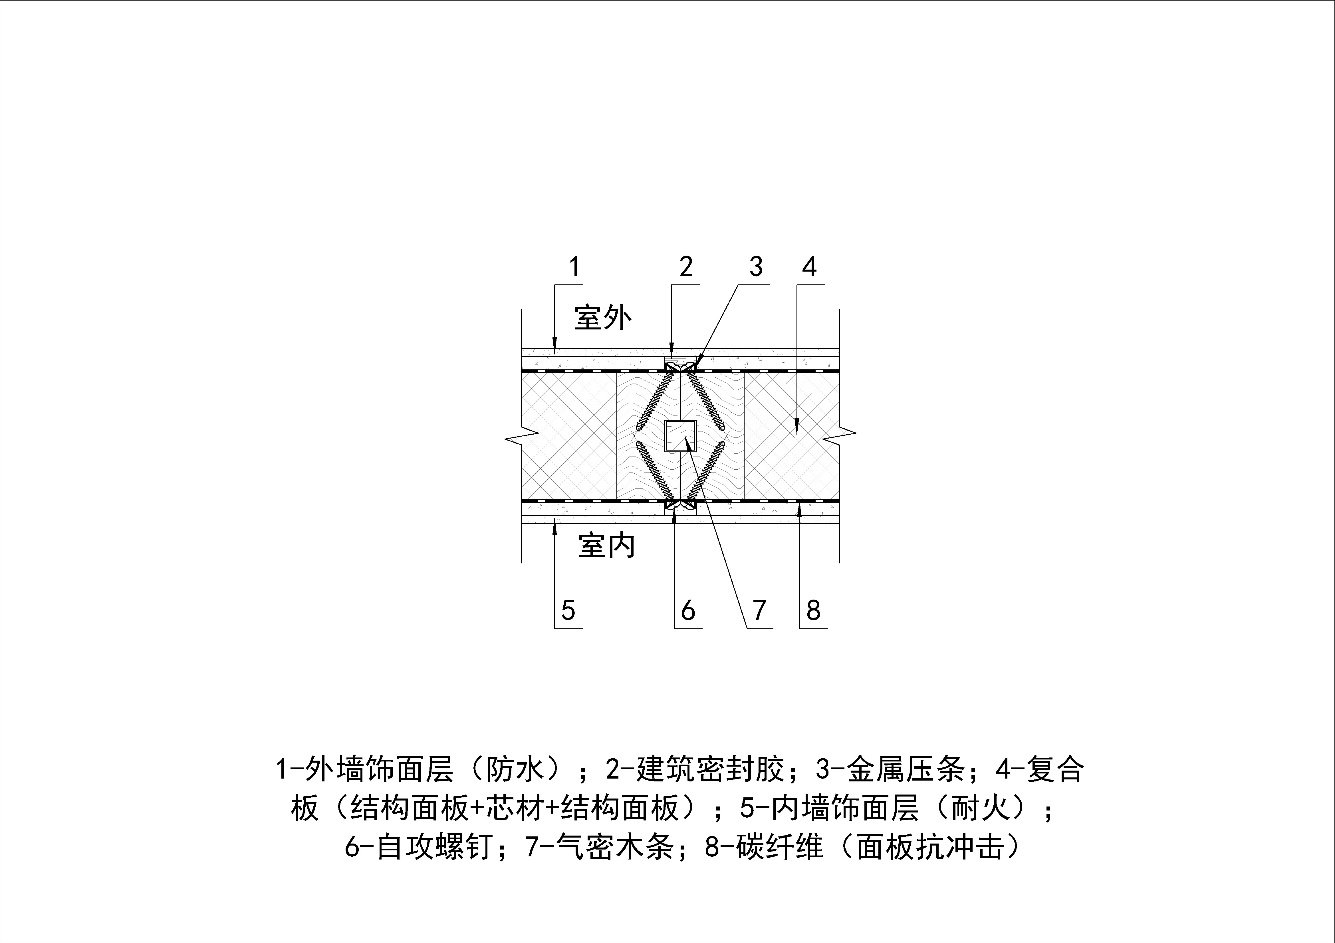 1 2 3 4
室外
室内
5 6 7 8
1-外墙饰面层（防水）；2-建筑密封胶；3-金属压条；4-复合
板（结构面板+芯材+结构面板）；5-内墙饰面层（耐火）；
6-自攻螺钉；7-气密木条；8-碳纤维（面板抗冲击）